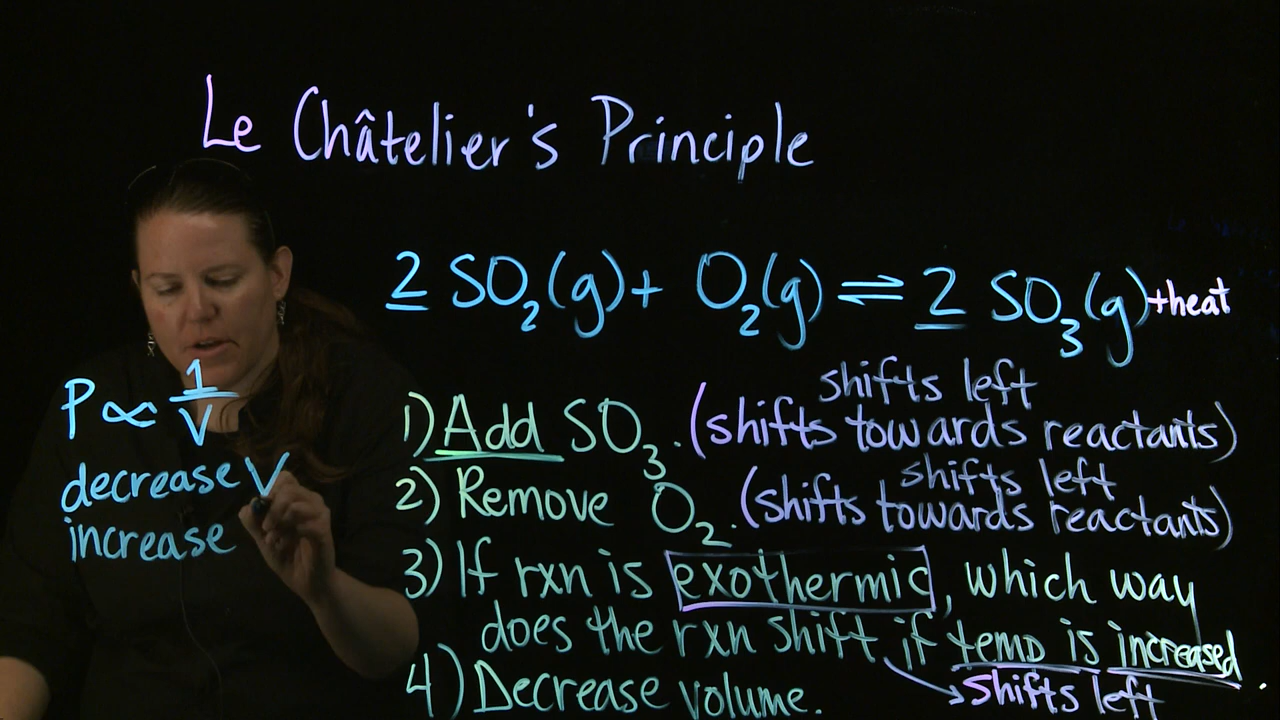 Le Châtelier's Principle
2 SO₂(g) + O₂(g) ⇌ 2 SO₃(g) + heat
P ∝ 1/V
decrease V
increase
shifts left
1) Add SO₃. (shifts towards reactants)
shifts left
2) Remove O₂. (shifts towards reactants)
3) If rxn is exothermic, which way
does the rxn shift if temp is increased.
shifts left
4) Decrease volume.